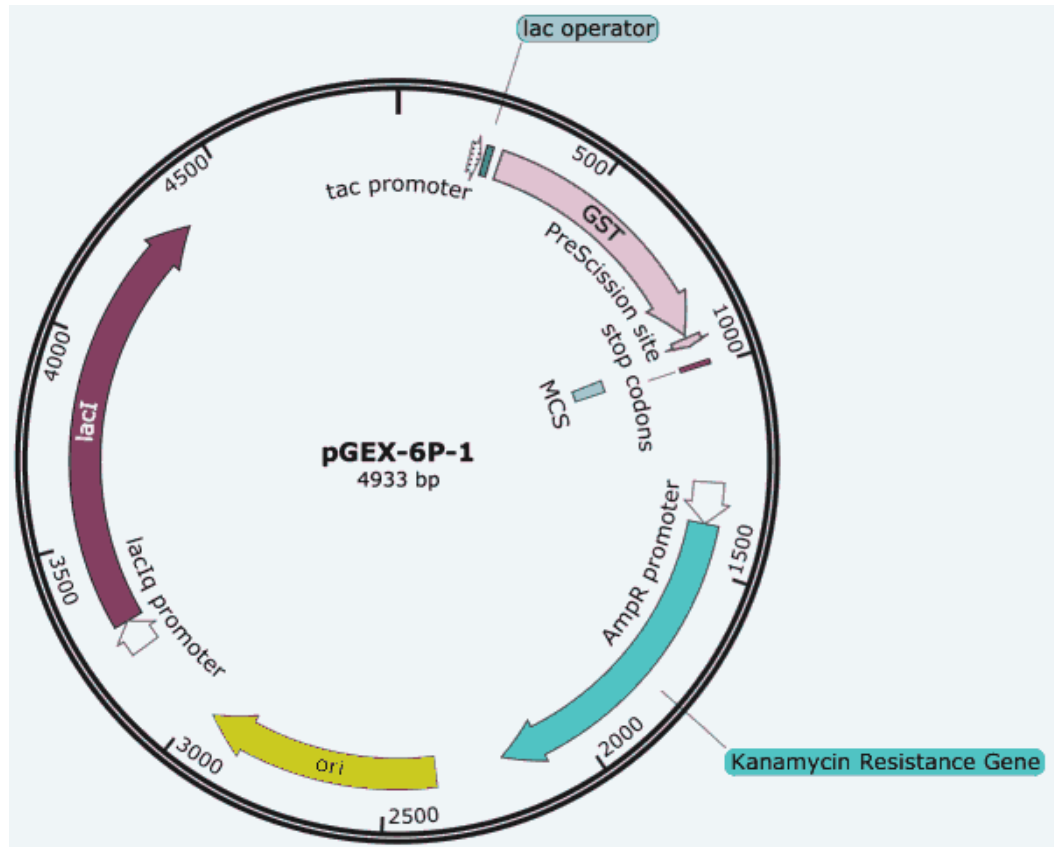 lac operator
4500
500
tac promoter
GST
PreScission site
1000
stop codons
4000
MCS
lacI
pGEX-6P-1
4933 bp
AmpR promoter
1500
3500
lacIq promoter
2000
Kanamycin Resistance Gene
3000
ori
2500